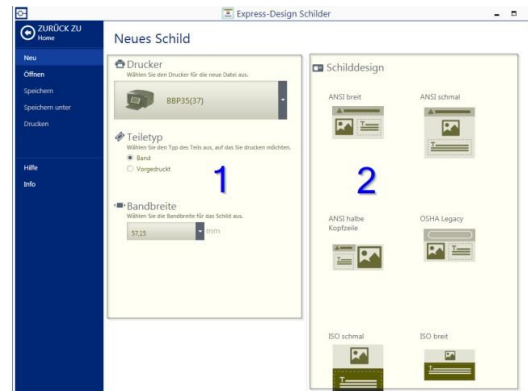 Express-Design Schilder
ZURÜCK ZU
Home
Neu
Öffnen
Speichern
Speichern unter
Drucken
Hilfe
Info
Neues Schild
Drucker
Wählen Sie den Drucker für die neue Datei aus.
BBP35(37)
Teiletyp
Wählen Sie den Typ des Teils aus, auf das Sie drucken möchten.
Band
Vorgedruckt
1
Bandbreite
Wählen Sie die Bandbreite für das Schild aus.
57,15
mm
Schilddesign
ANSI breit
ANSI schmal
2
ANSI halbe
Kopfzeile
OSHA Legacy
ISO schmal
ISO breit